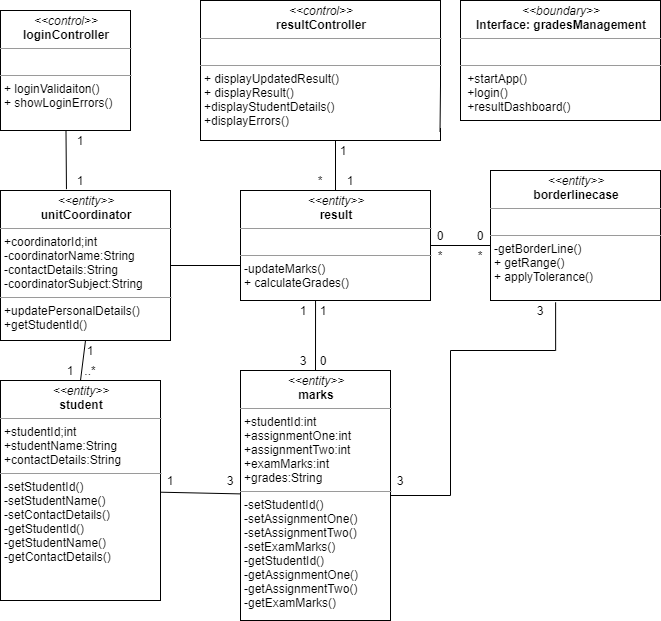 <<control>>
loginController
+ loginValidaiton()
+ showLoginErrors()
<<control>>
resultController
+ displayUpdatedResult()
+ displayResult()
+displayStudentDetails()
+displayErrors()
<<boundary>>
Interface: gradesManagement
+startApp()
+login()
+resultDashboard()
1
1
1
*
1
<<entity>>
unitCoordinator
+coordinatorId;int
-coordinatorName:String
-contactDetails:String
-coordinatorSubject:String
+updatePersonalDetails()
+getStudentId()
<<entity>>
result
-updateMarks()
+ calculateGrades()
0
0
*
*
<<entity>>
borderlinecase
-getBorderLine()
+ getRange()
+ applyTolerance()
1
1
3
1
1
..*
3
0
<<entity>>
student
+studentId;int
+studentName:String
+contactDetails:String
-setStudentId()
-setStudentName()
-setContactDetails()
-getStudentId()
-getStudentName()
-getContactDetails()
1
3
<<entity>>
marks
+studentId:int
+assignmentOne:int
+assignmentTwo:int
+examMarks:int
+grades:String
-setStudentId()
-setAssignmentOne()
-setAssignmentTwo()
-setExamMarks()
-getStudentId()
-getAssignmentOne()
-getAssignmentTwo()
-getExamMarks()
3